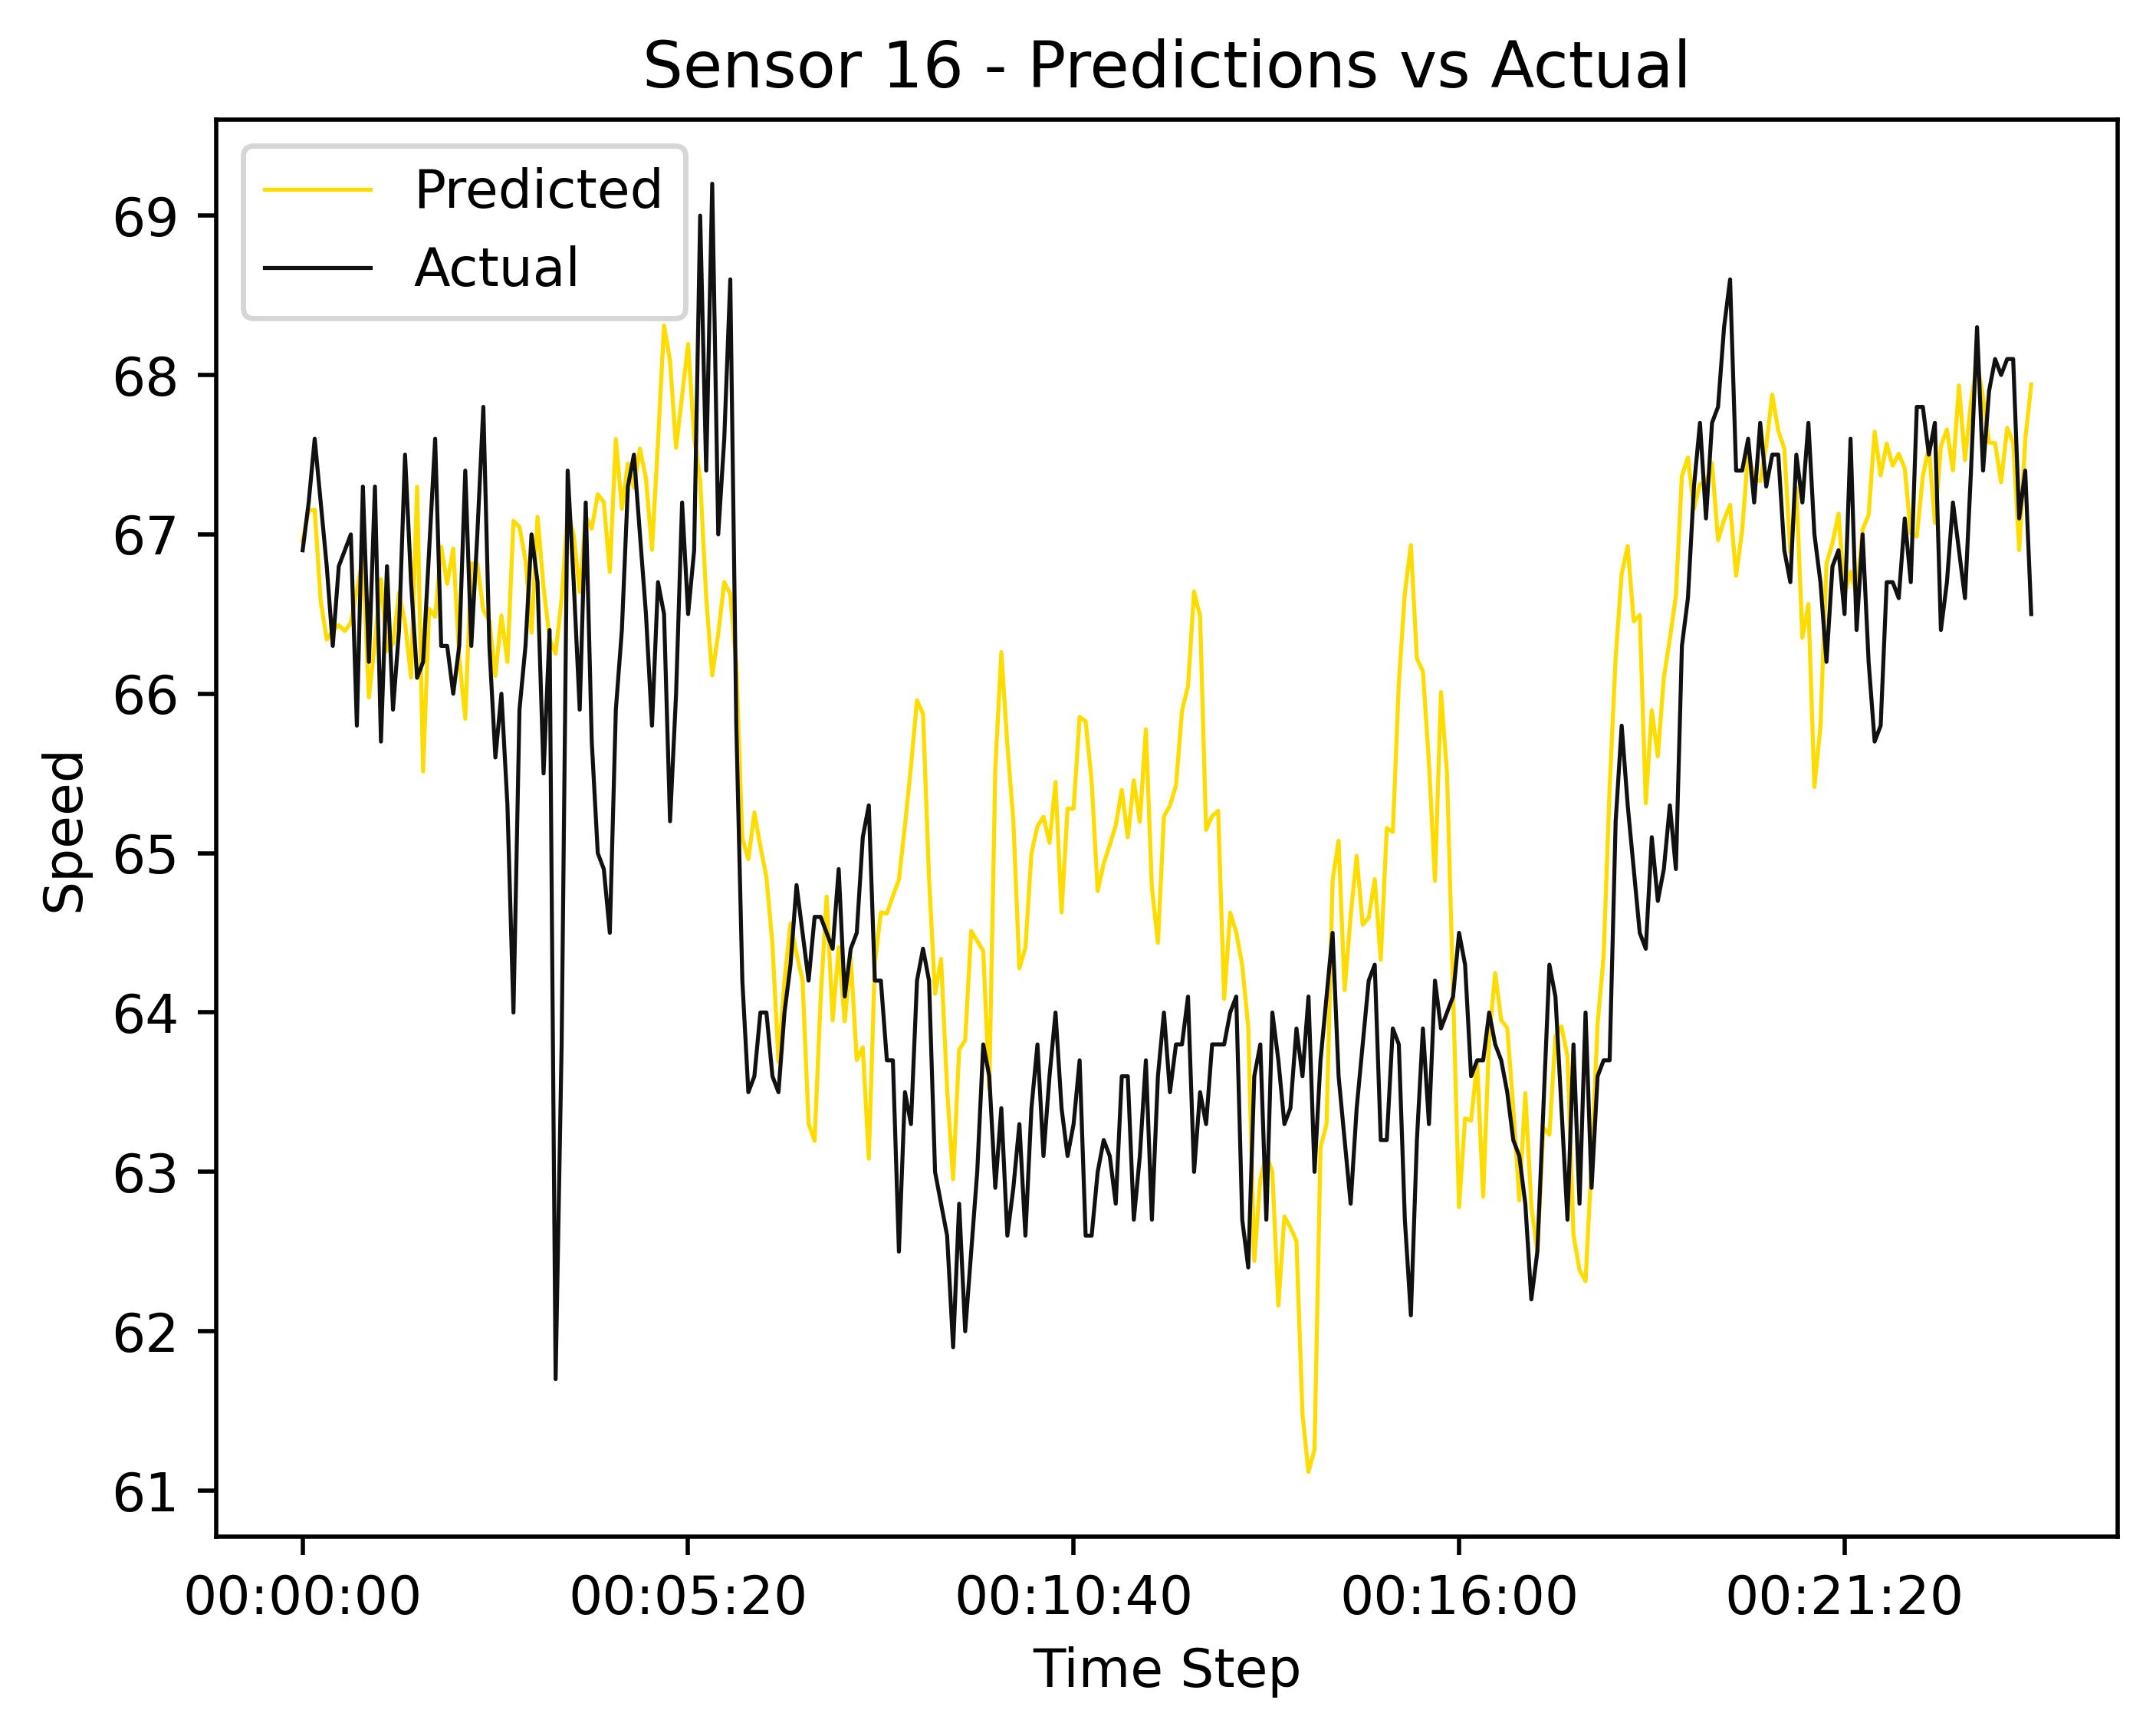 Sensor 16 - Predictions vs Actual
Predicted
Actual
69
68
67
66
65
64
63
62
61
Speed
00:00:00
00:05:20
00:10:40
00:16:00
00:21:20
Time Step